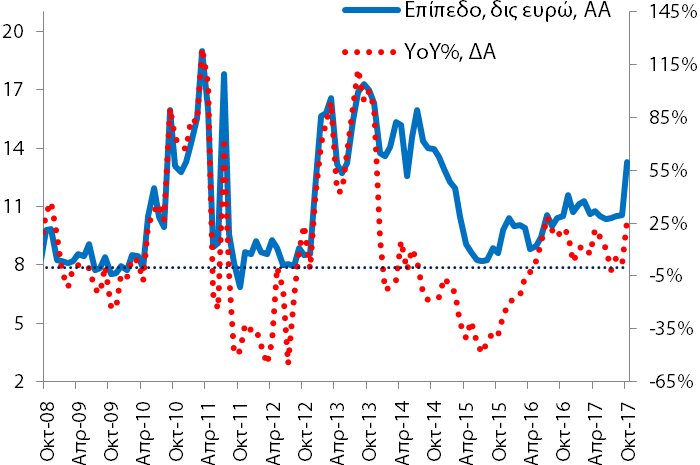 Επίπεδο, δις ευρώ, ΑΑ
YoY%, ΔΑ
20
17
14
11
8
5
2
145%
115%
85%
55%
25%
-5%
-35%
-65%
Οκτ-08
Απρ-09
Οκτ-09
Απρ-10
Οκτ-10
Απρ-11
Οκτ-11
Απρ-12
Οκτ-12
Απρ-13
Οκτ-13
Απρ-14
Οκτ-14
Απρ-15
Οκτ-15
Απρ-16
Οκτ-16
Απρ-17
Οκτ-17